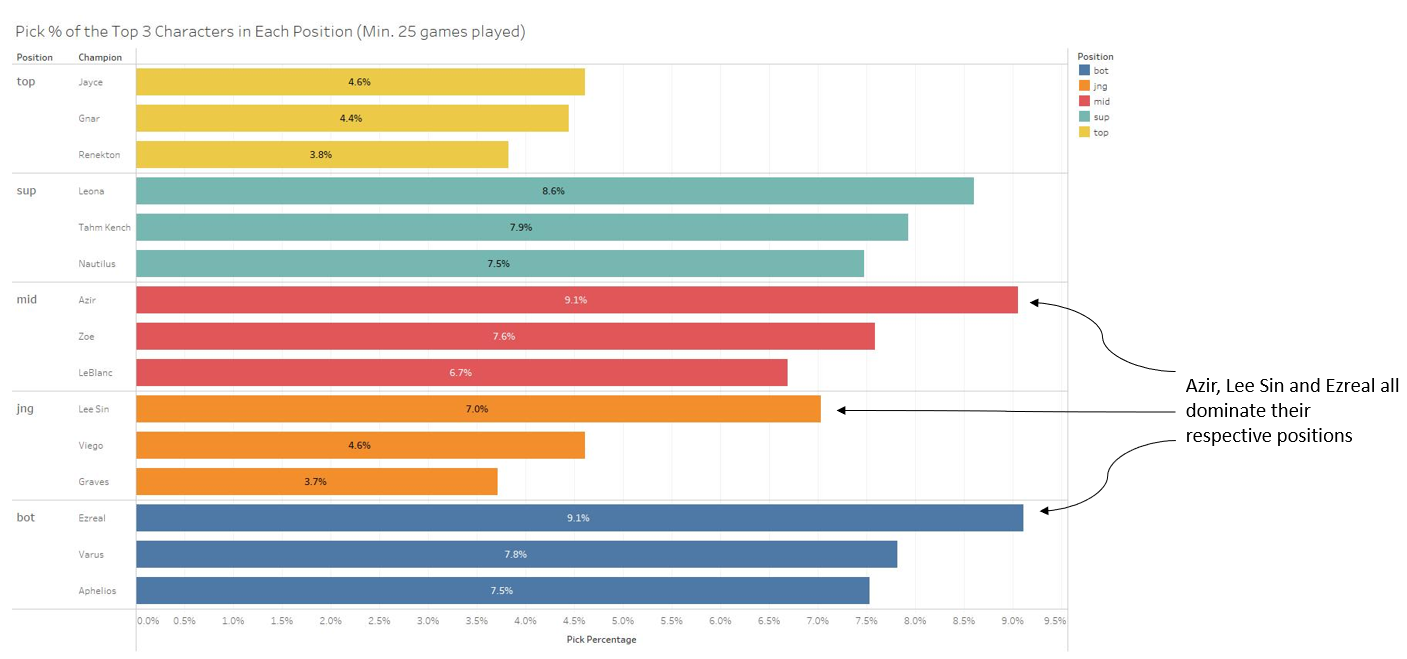 Pick % of the Top 3 Characters in Each Position (Min. 25 games played)
Position Champion
top Jayce 4.6%
Gnar 4.4%
Renekton 3.8%
sup Leona 8.6%
Tahm Kench 7.9%
Nautilus 7.5%
mid Azir 9.1%
Zoe 7.6%
LeBlanc 6.7%
jng Lee Sin 7.0%
Viego 4.6%
Graves 3.7%
bot Ezreal 9.1%
Varus 7.8%
Aphelios 7.5%
0.0% 0.5% 1.0% 1.5% 2.0% 2.5% 3.0% 3.5% 4.0% 4.5% 5.0% 5.5% 6.0% 6.5% 7.0% 7.5% 8.0% 8.5% 9.0% 9.5%
Pick Percentage
Position
bot
jng
mid
sup
top
Azir, Lee Sin and Ezreal all
dominate their
respective positions